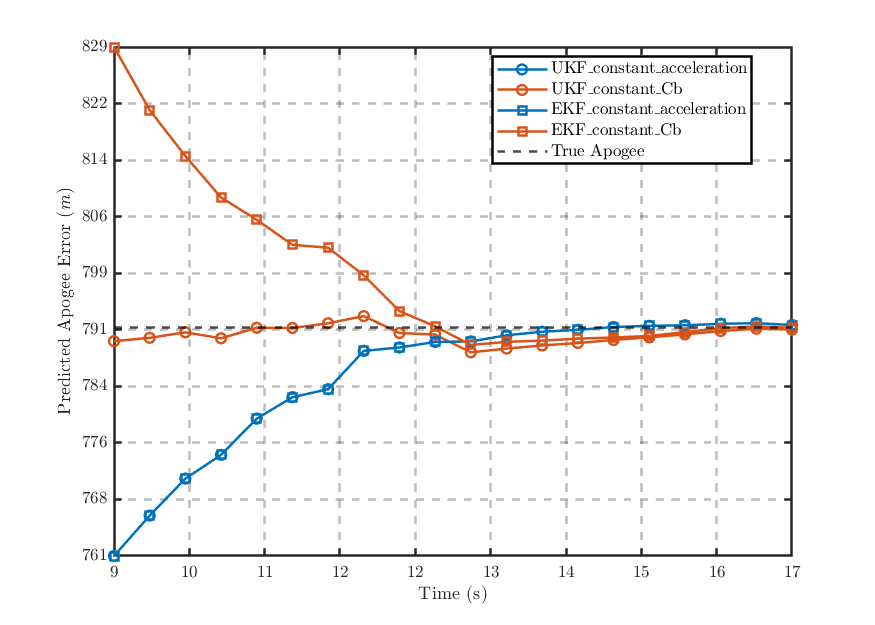 829
822
814
806
799
791
784
776
768
761
Predicted Apogee Error (m)
UKF_constant_acceleration
UKF_constant_Cb
EKF_constant_acceleration
EKF_constant_Cb
True Apogee
9 10 11 12 12 13 14 15 16 17
Time (s)